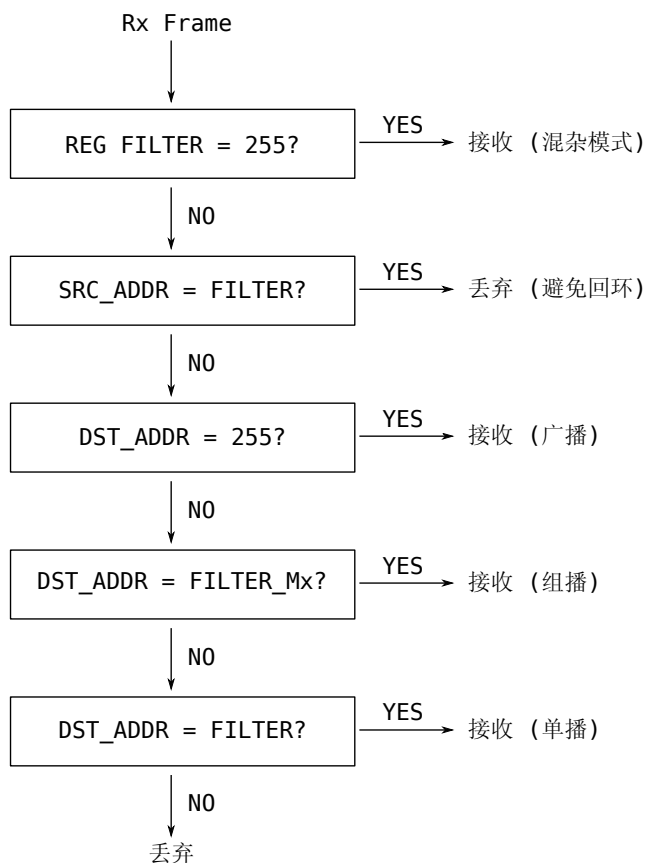 Rx Frame
REG FILTER = 255?
YES
接收 (混杂模式)
NO
SRC_ADDR = FILTER?
YES
丢弃 (避免回环)
NO
DST_ADDR = 255?
YES
接收 (广播)
NO
DST_ADDR = FILTER_Mx?
YES
接收 (组播)
NO
DST_ADDR = FILTER?
YES
接收 (单播)
NO
丢弃